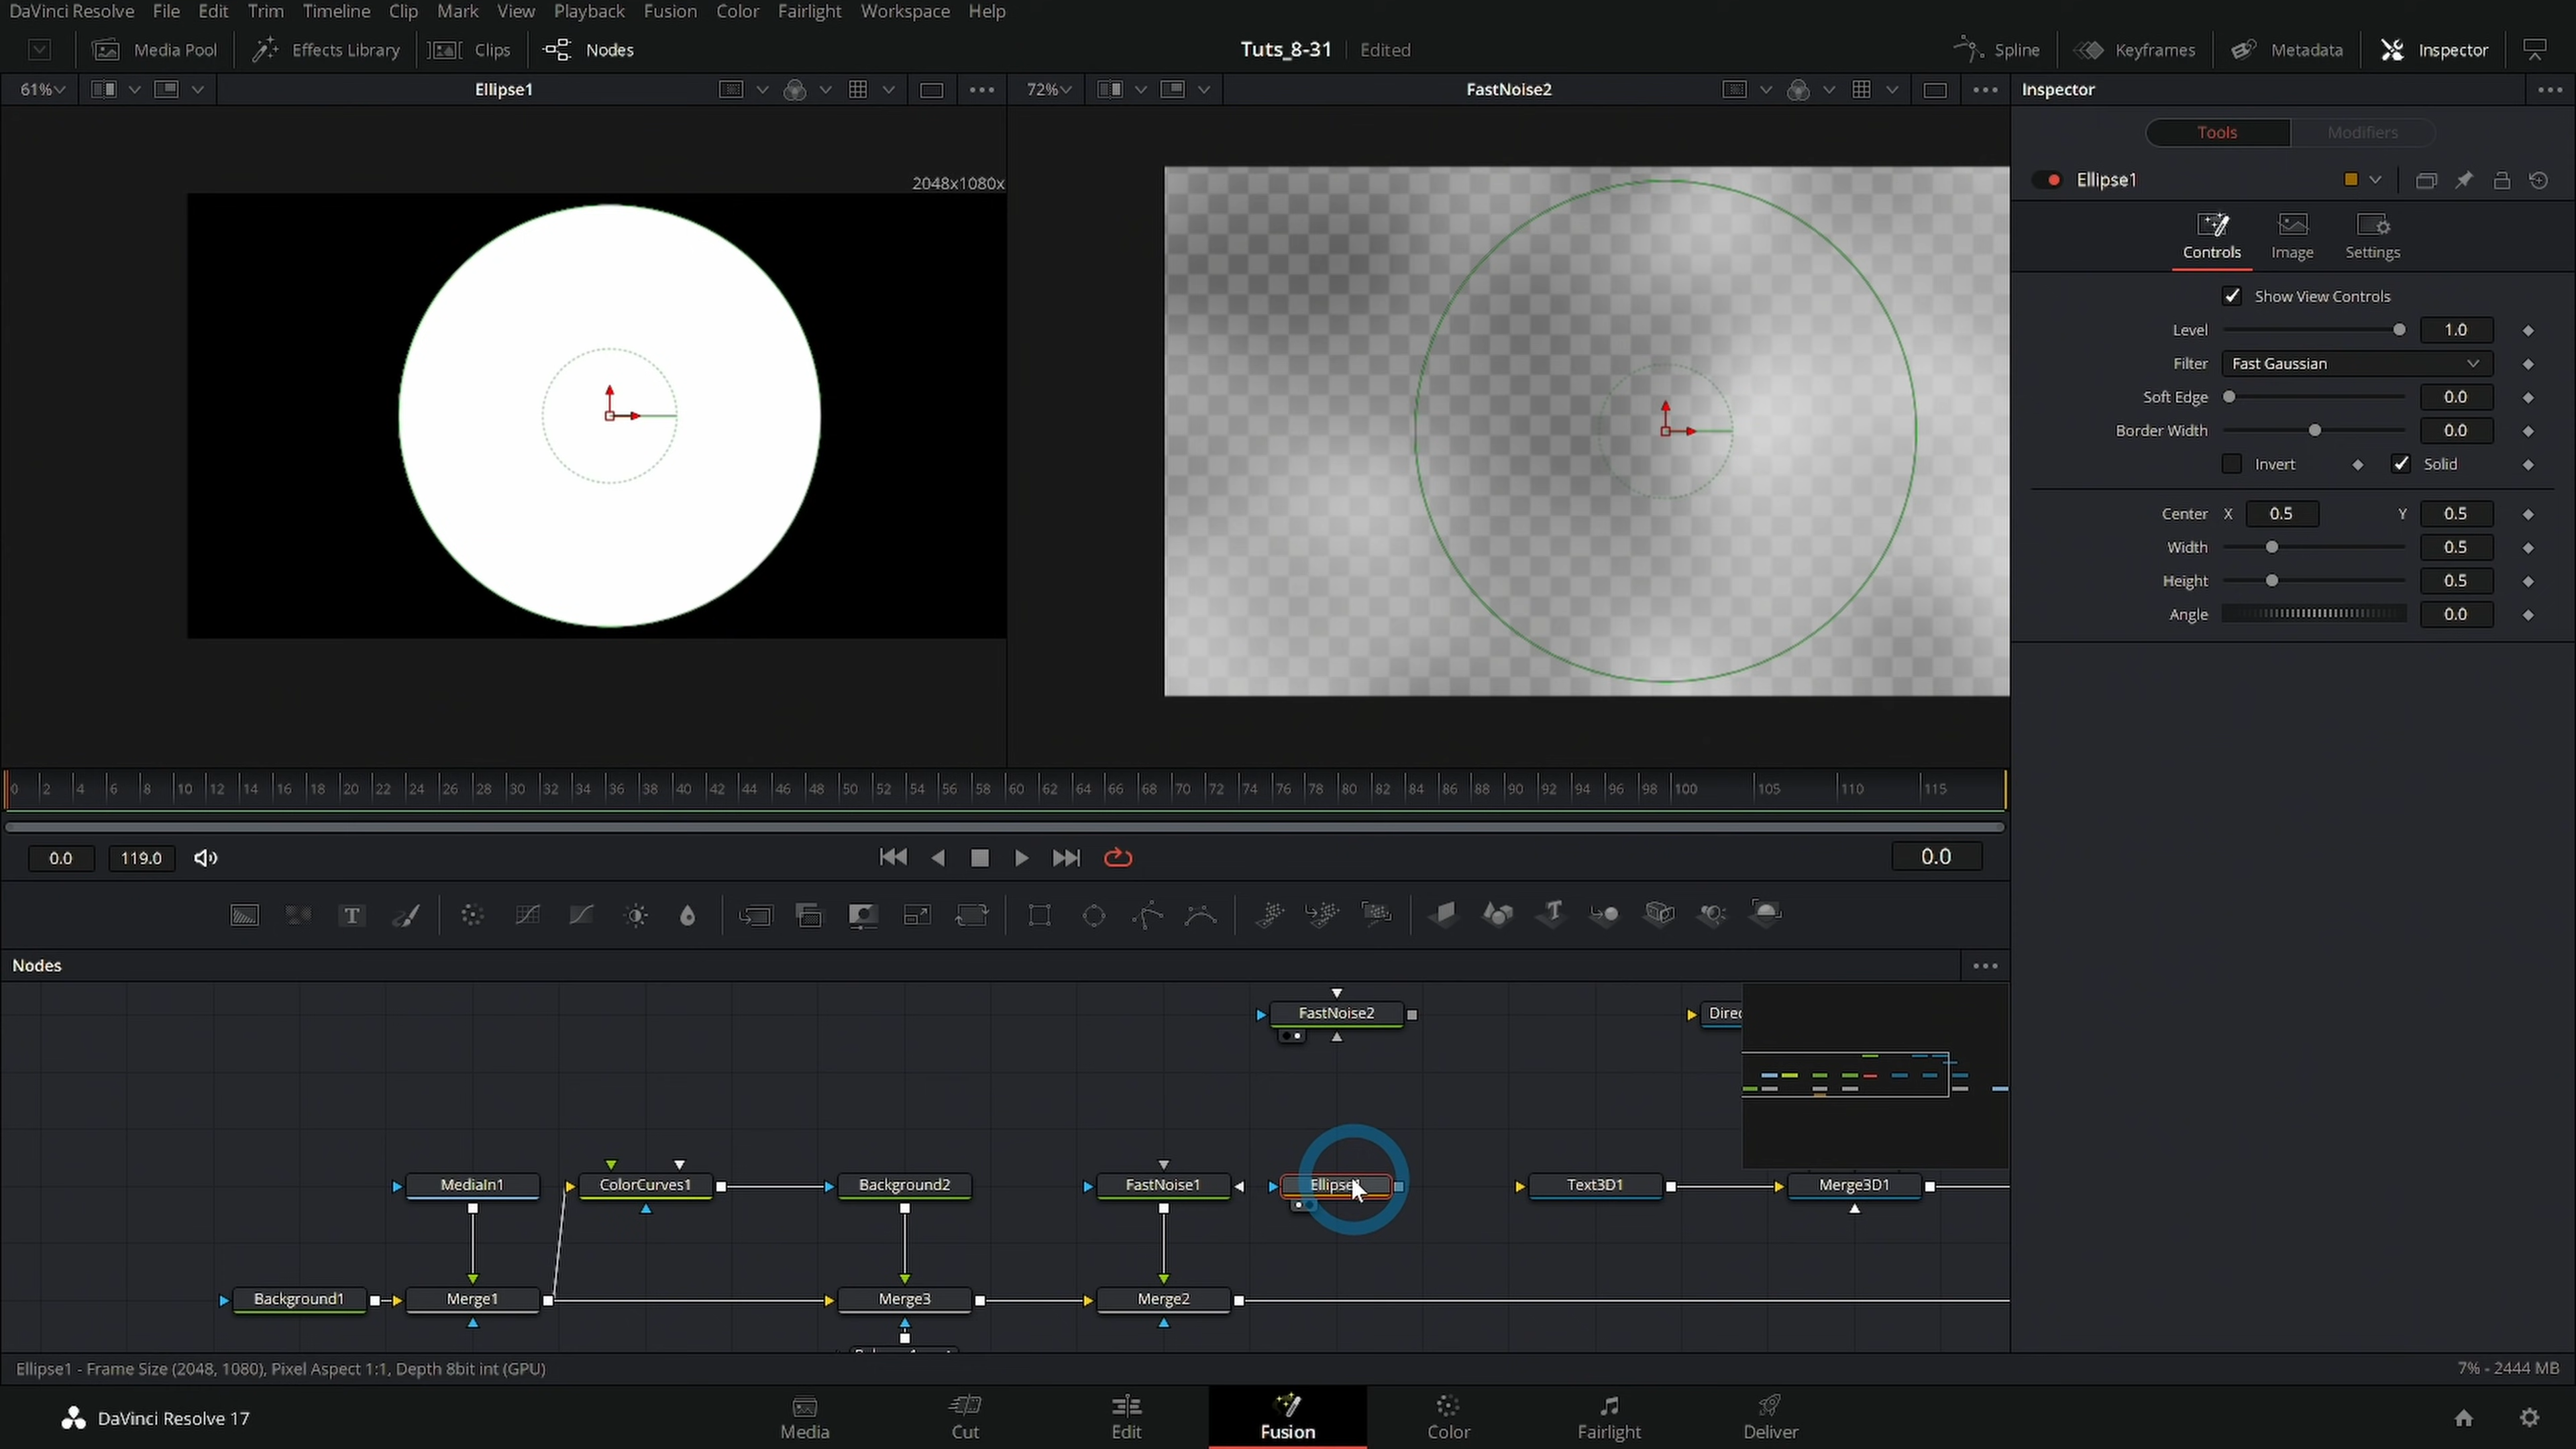 DaVinci Resolve File Edit Trim Timeline Clip Mark View Playback Fusion Color Fairlight Workspace Help
Media Pool Effects Library Clips Nodes Tuts_8-31 Edited Spline Keyframes Metadata Inspector
61% Ellipse1 72% FastNoise2 Inspector
Tools Modifiers
2048x1080x
Ellipse1
Controls Image Settings
Show View Controls
Level 1.0
Filter Fast Gaussian
Soft Edge 0.0
Border Width 0.0
Invert Solid
Center X 0.5 Y 0.5
Width 0.5
Height 0.5
Angle 0.0
0 2 4 6 8 10 12 14 16 18 20 22 24 26 28 30 32 34 36 38 40 42 44 46 48 50 52 54 56 58 60 62 64 66 68 70 72 74 76 78 80 82 84 86 88 90 92 94 96 98 100 105 110 115
0.0 119.0 0.0
Nodes
FastNoise2 Direc
MediaIn1 ColorCurves1 Background2 FastNoise1 Ellipse1 Text3D1 Merge3D1
Background1 Merge1 Merge3 Merge2
Ellipse1 - Frame Size (2048, 1080), Pixel Aspect 1:1, Depth 8bit int (GPU) 7% - 2444 MB
DaVinci Resolve 17 Media Cut Edit Fusion Color Fairlight Deliver